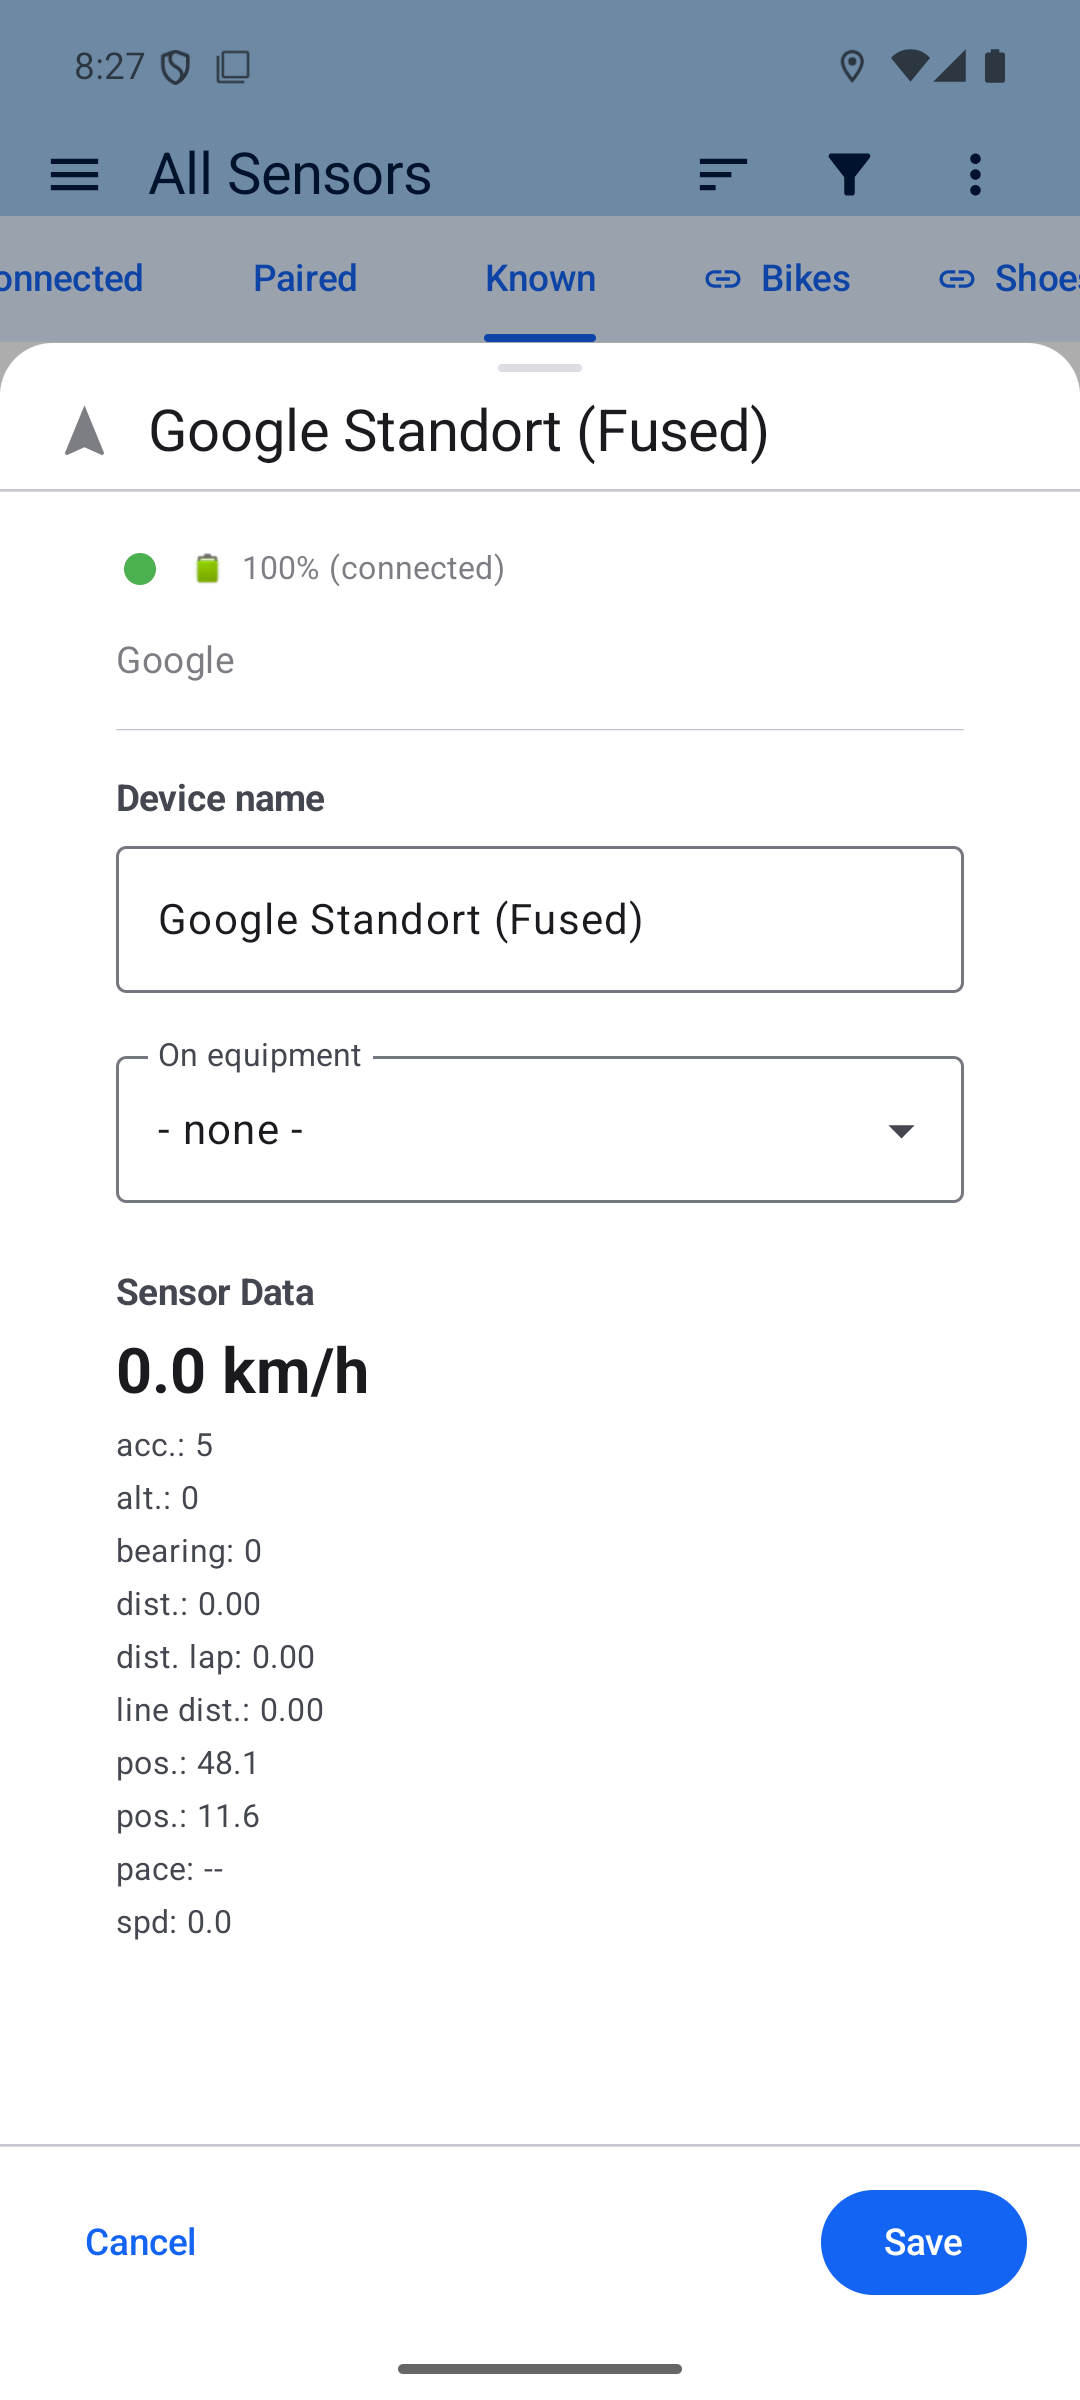 8:27
All Sensors
onnected Paired Known Bikes Shoe
Google Standort (Fused)
100% (connected)
Google
Device name
Google Standort (Fused)
On equipment
- none -
Sensor Data
0.0 km/h
acc.: 5
alt.: 0
bearing: 0
dist.: 0.00
dist. lap: 0.00
line dist.: 0.00
pos.: 48.1
pos.: 11.6
pace: --
spd: 0.0
Cancel Save